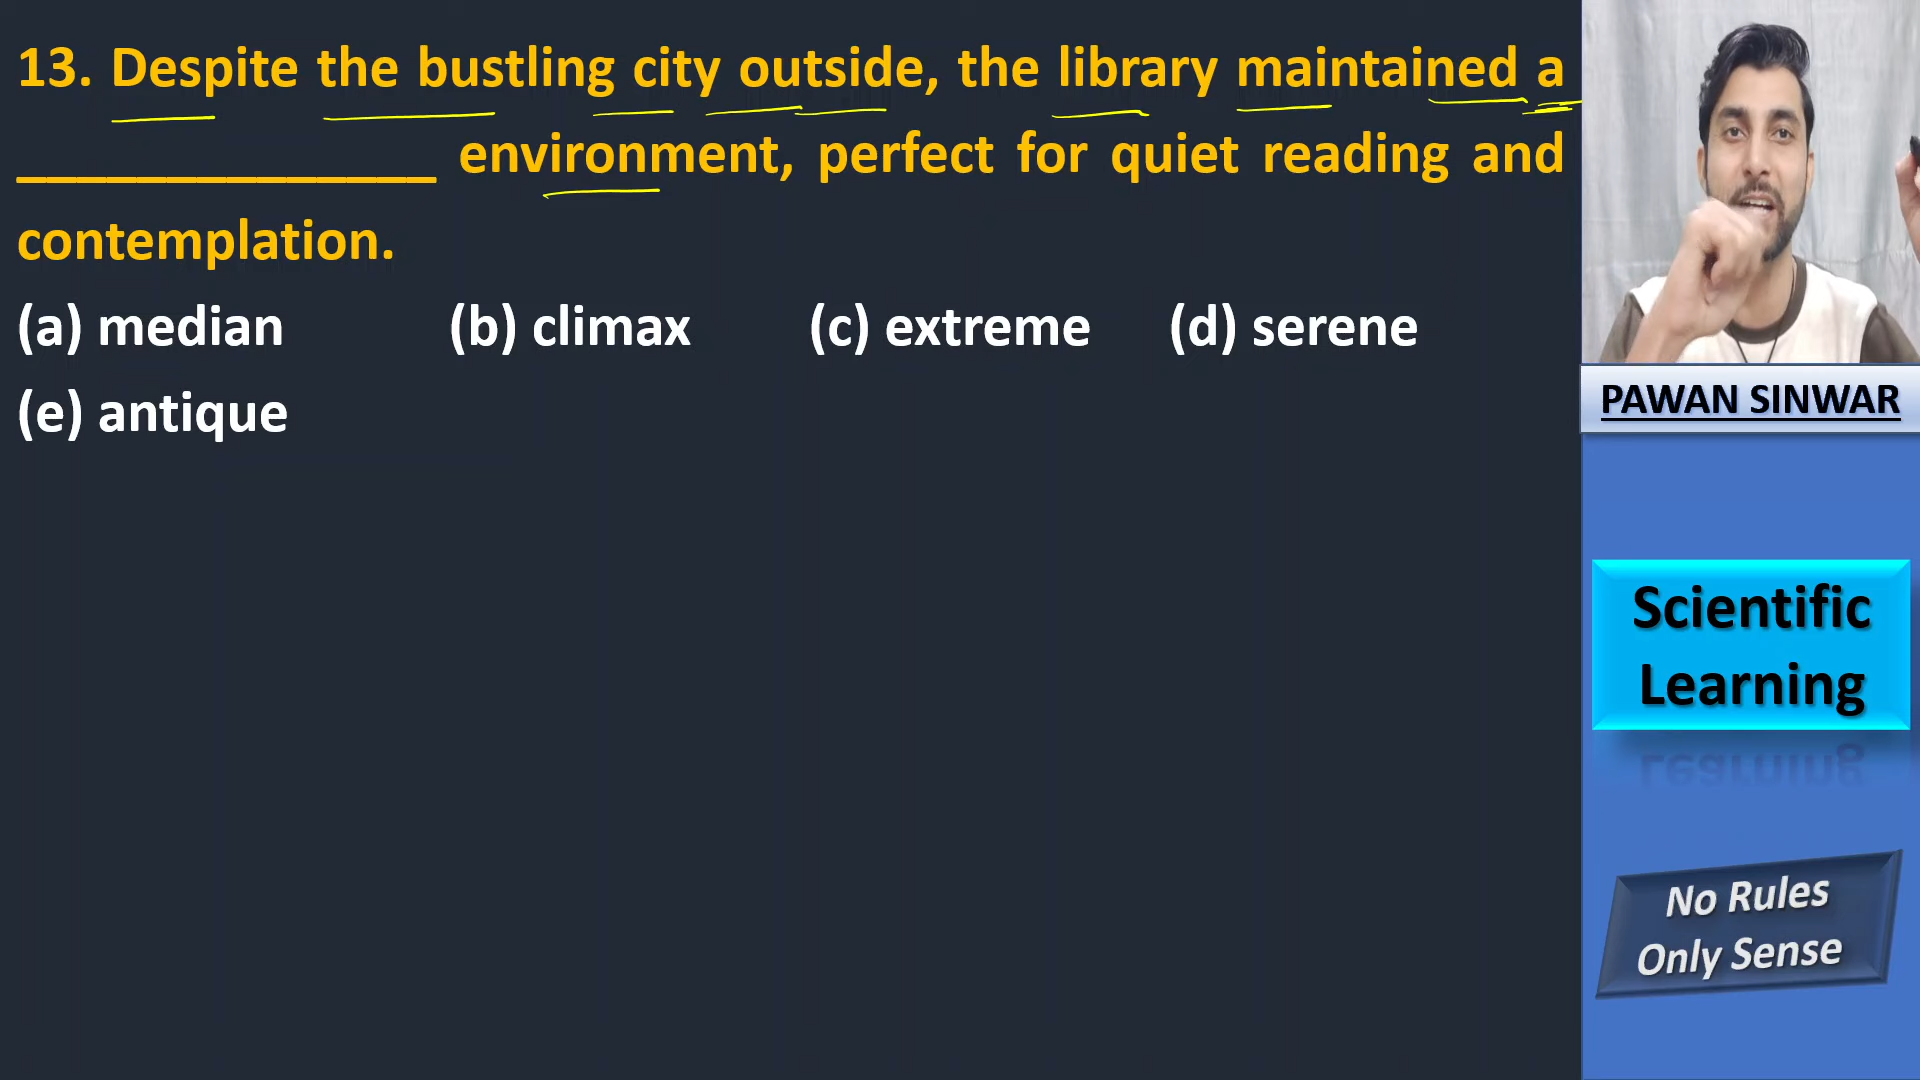 13. Despite the bustling city outside, the library maintained a
______________ environment, perfect for quiet reading and
contemplation.
(a) median (b) climax (c) extreme (d) serene
(e) antique
PAWAN SINWAR
Scientific
Learning
No Rules
Only Sense